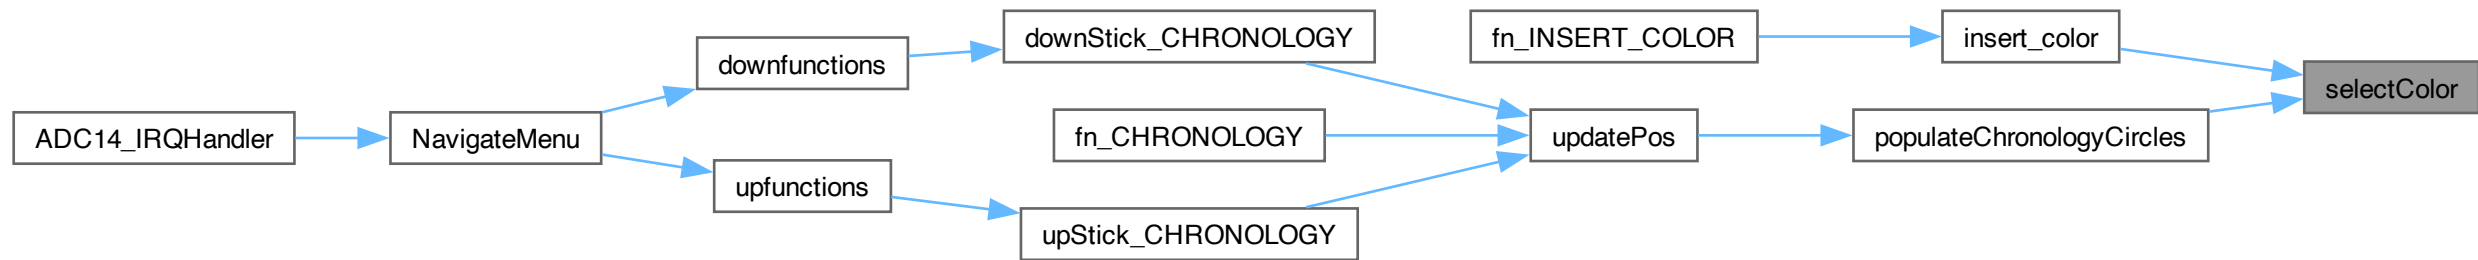 ADC14_IRQHandler
NavigateMenu
downfunctions
upfunctions
downStick_CHRONOLOGY
fn_CHRONOLOGY
upStick_CHRONOLOGY
fn_INSERT_COLOR
updatePos
insert_color
populateChronologyCircles
selectColor